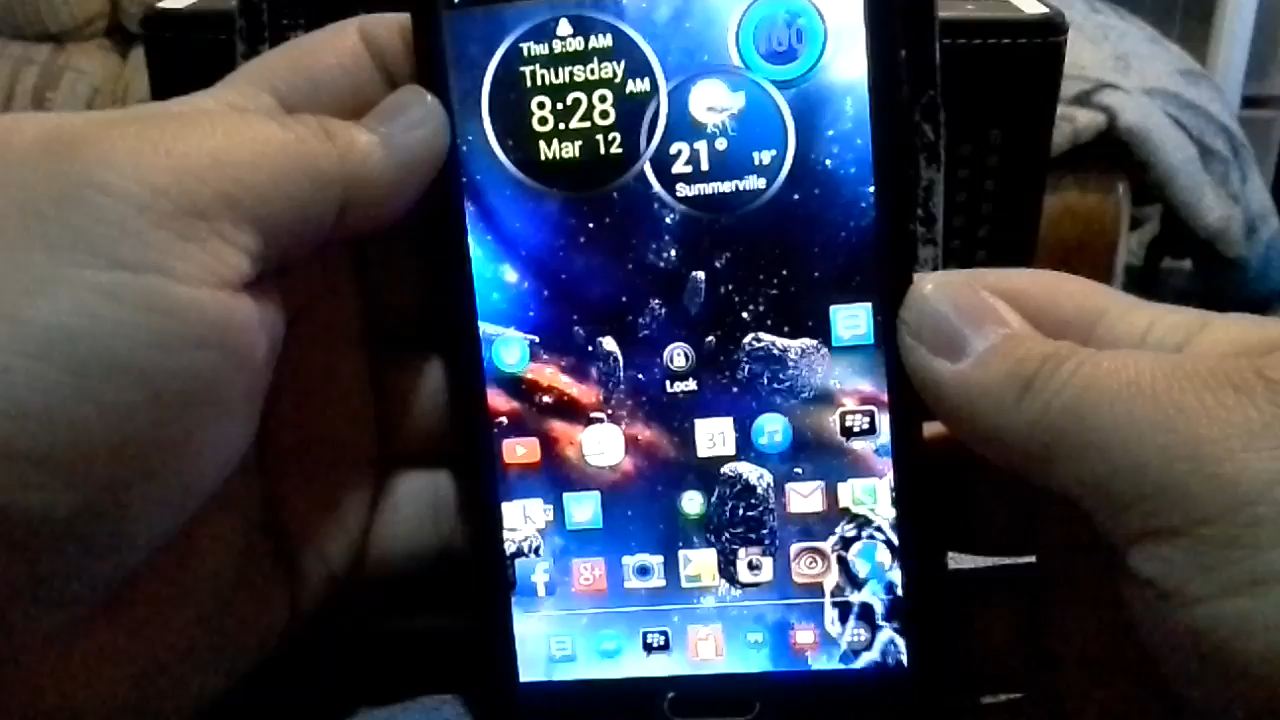 Thu 9:00 AM
Thursday
8:28 AM
Mar 12
21°
19°
Summerville
Lock
31
k
f
g+